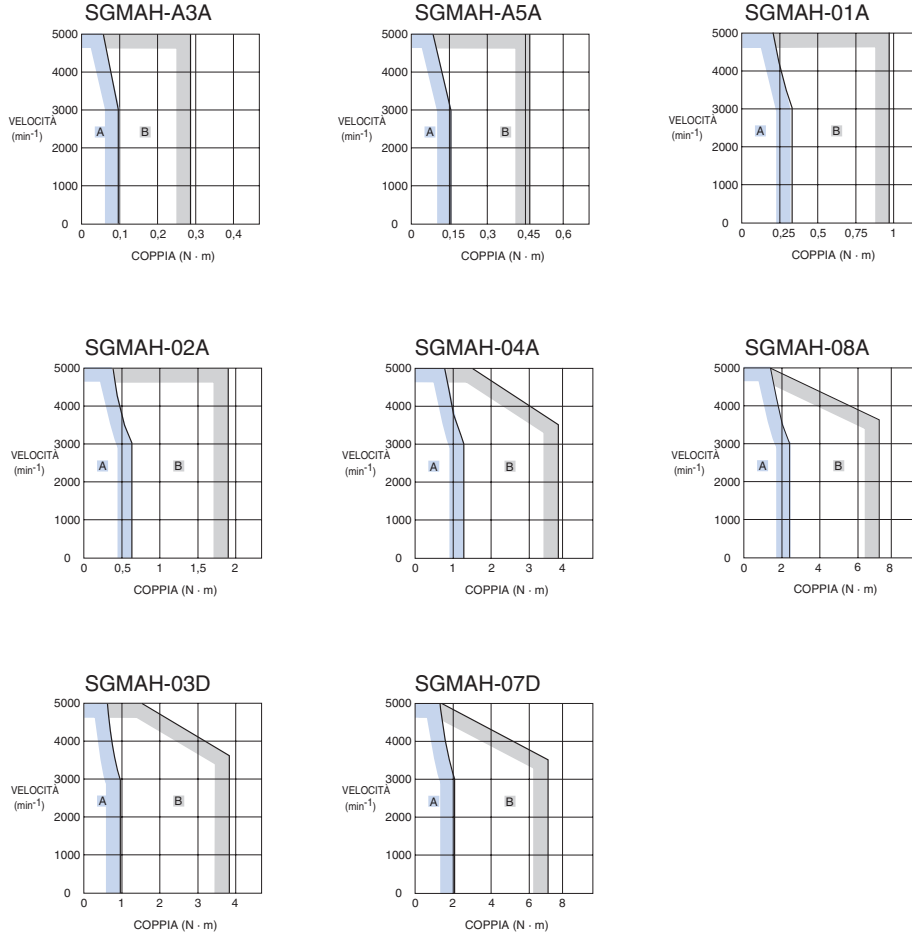 SGMAH-A3A
5000
4000
3000
VELOCITÀ
(min-1)
A
B
2000
1000
0
0
0,1
0,2
0,3
0,4
COPPIA (N · m)
SGMAH-A5A
5000
4000
3000
VELOCITÀ
(min-1)
A
B
2000
1000
0
0
0,15
0,3
0,45
0,6
COPPIA (N · m)
SGMAH-01A
5000
4000
3000
VELOCITÀ
(min-1)
A
B
2000
1000
0
0
0,25
0,5
0,75
1
COPPIA (N · m)
SGMAH-02A
5000
4000
3000
VELOCITÀ
(min-1)
A
B
2000
1000
0
0
0,5
1
1,5
2
COPPIA (N · m)
SGMAH-04A
5000
4000
3000
VELOCITÀ
(min-1)
A
B
2000
1000
0
0
1
2
3
4
COPPIA (N · m)
SGMAH-08A
5000
4000
3000
VELOCITÀ
(min-1)
A
B
2000
1000
0
0
2
4
6
8
COPPIA (N · m)
SGMAH-03D
5000
4000
3000
VELOCITÀ
(min-1)
A
B
2000
1000
0
0
1
2
3
4
COPPIA (N · m)
SGMAH-07D
5000
4000
3000
VELOCITÀ
(min-1)
A
B
2000
1000
0
0
2
4
6
8
COPPIA (N · m)